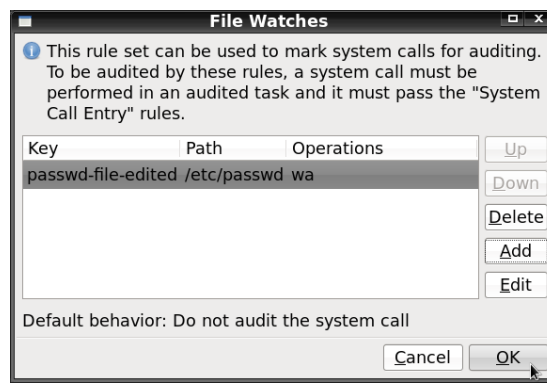 File Watches
This rule set can be used to mark system calls for auditing.
To be audited by these rules, a system call must be
performed in an audited task and it must pass the "System
Call Entry" rules.
Key Path Operations
passwd-file-edited /etc/passwd wa
Up
Down
Delete
Add
Edit
Default behavior: Do not audit the system call
Cancel OK